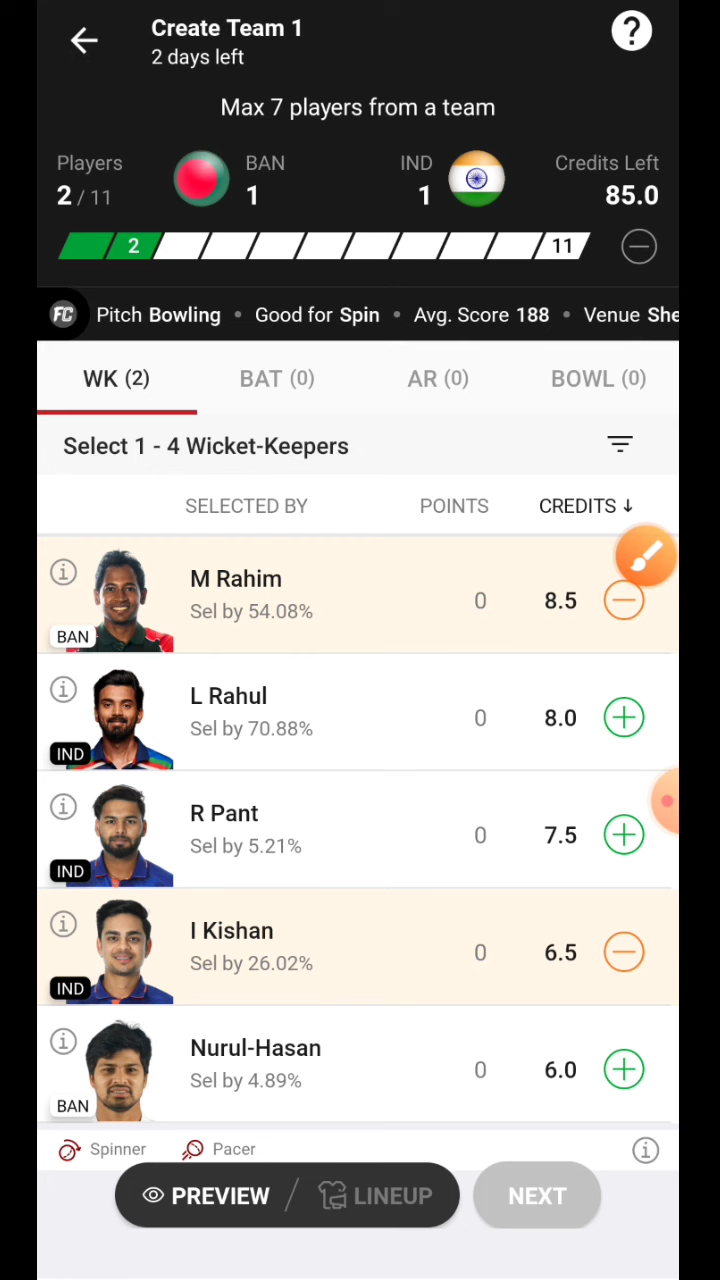 Create Team 1
2 days left
?
Max 7 players from a team
Players
2 / 11
BAN
1
IND
1
Credits Left
85.0
2
11
FC Pitch Bowling • Good for Spin • Avg. Score 188 • Venue She
WK (2) BAT (0) AR (0) BOWL (0)
Select 1 - 4 Wicket-Keepers
SELECTED BY POINTS CREDITS ↓
M Rahim
Sel by 54.08%
0 8.5
BAN
L Rahul
Sel by 70.88%
0 8.0
IND
R Pant
Sel by 5.21%
0 7.5
IND
I Kishan
Sel by 26.02%
0 6.5
IND
Nurul-Hasan
Sel by 4.89%
0 6.0
BAN
Spinner Pacer
PREVIEW / LINEUP NEXT